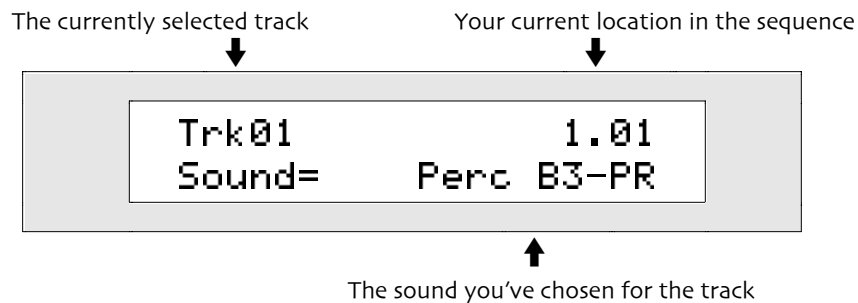 The currently selected track
Your current location in the sequence
Trk01 1.01
Sound= Perc B3-PR
The sound you've chosen for the track